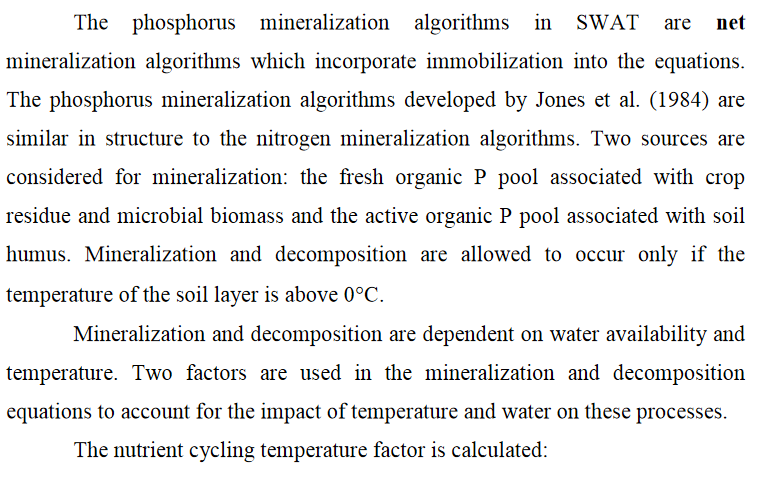 The phosphorus mineralization algorithms in SWAT are net
mineralization algorithms which incorporate immobilization into the equations.
The phosphorus mineralization algorithms developed by Jones et al. (1984) are
similar in structure to the nitrogen mineralization algorithms. Two sources are
considered for mineralization: the fresh organic P pool associated with crop
residue and microbial biomass and the active organic P pool associated with soil
humus. Mineralization and decomposition are allowed to occur only if the
temperature of the soil layer is above 0°C.
Mineralization and decomposition are dependent on water availability and
temperature. Two factors are used in the mineralization and decomposition
equations to account for the impact of temperature and water on these processes.
The nutrient cycling temperature factor is calculated: